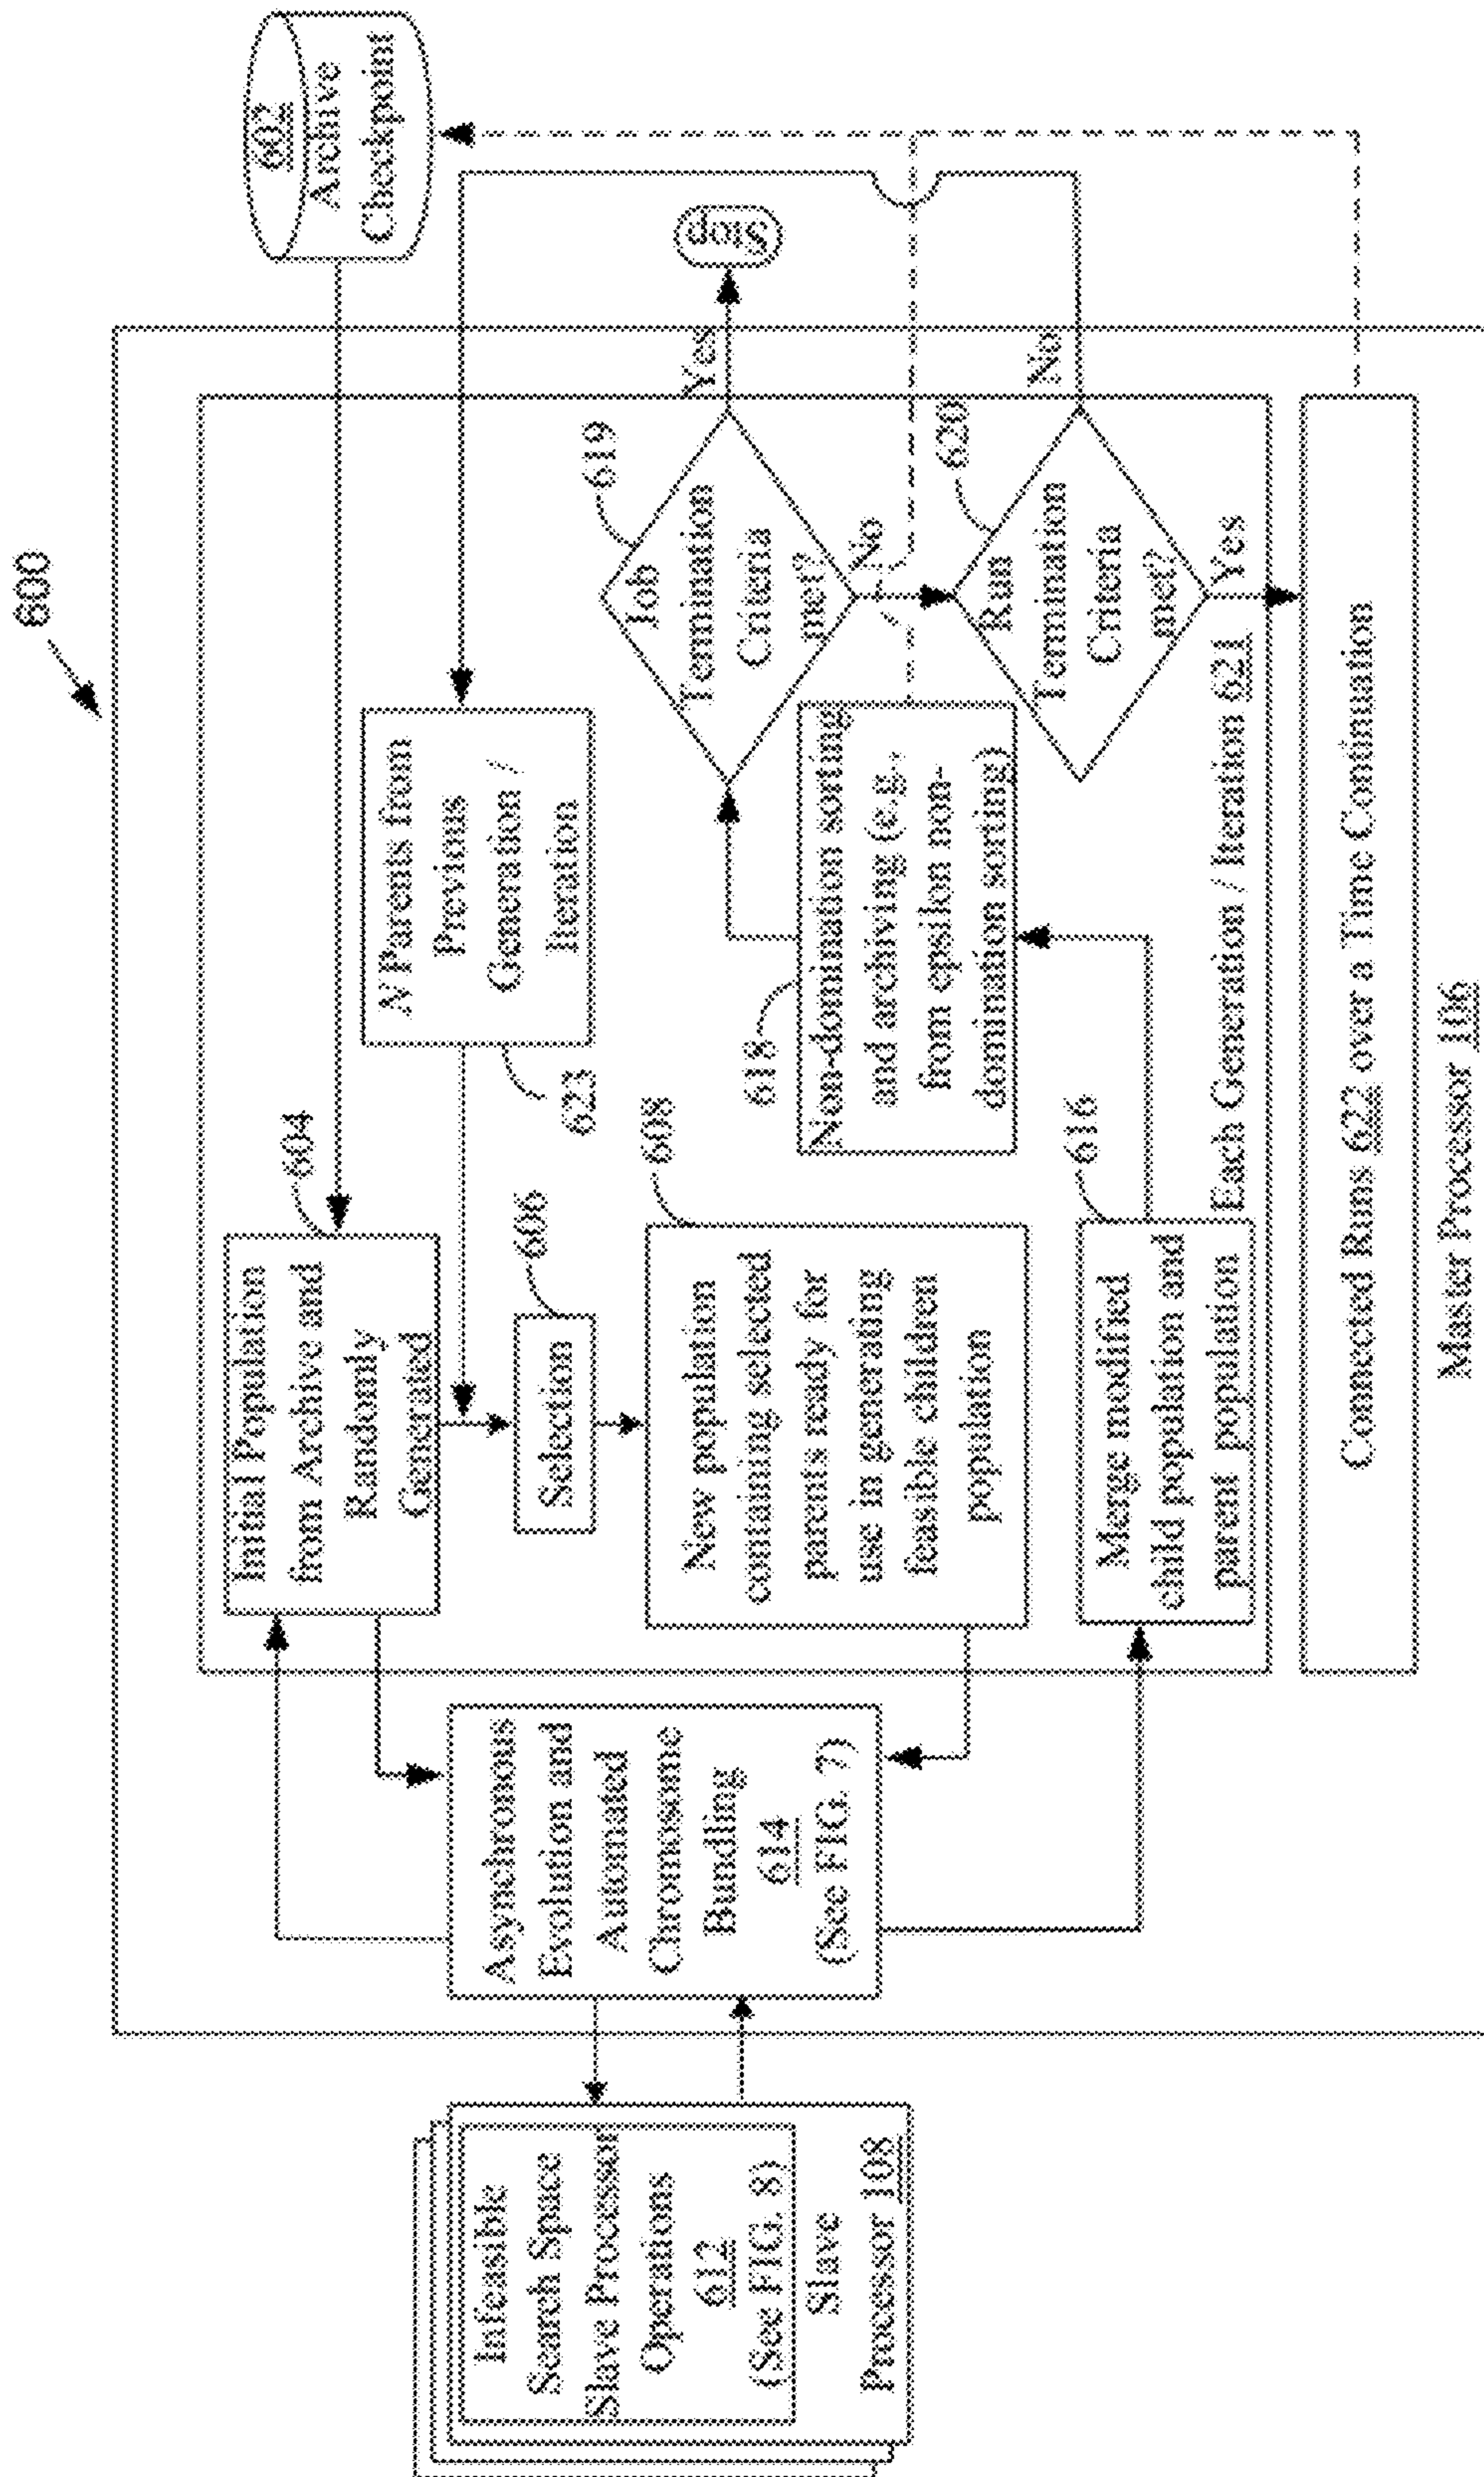 600
602
Archive
Checkpoint
604
Initial Population
from Archive and
Randomly
Generated
N Parents from
Previous
Generation /
Iteration
623
606
Selection
608
New population
containing selected
parents ready for
use in generating
feasible children
population
Asynchronous
Evolution and
Automated
Chromosome
Bundling
614
(See FIG. 7)
Infeasible
Search Space
Slave Processor
Operations
612
(See FIG. 8)
Slave
Processor 108
616
Merge modified
child population and
parent population
618
Non-domination sorting
and archiving (e.g.,
from epsilon non-
domination sorting)
619
Job
Termination
Criteria
met?
Yes
Stop
No
620
Run
Termination
Criteria
met?
No
Yes
Each Generation / Iteration 621
Connected Runs 622 over a Time Continuation
Master Processor 106